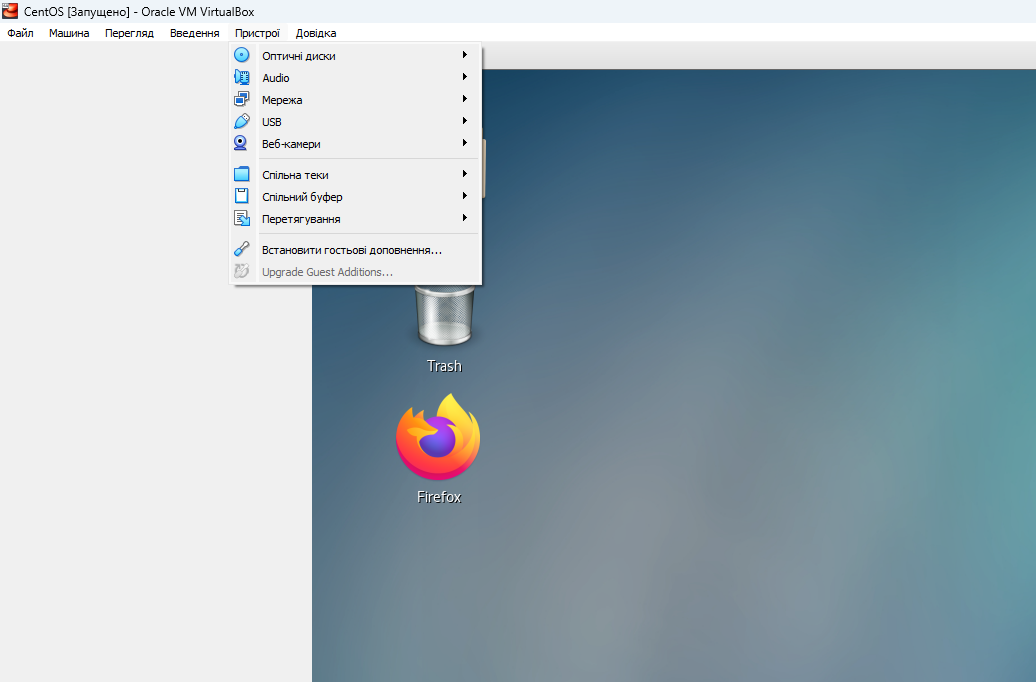 CentOS [Запущено] - Oracle VM VirtualBox
Файл Машина Перегляд Введення Пристрої Довідка
Оптичні диски
Audio
Мережа
USB
Веб-камери
Спільна теки
Спільний буфер
Перетягування
Встановити гостьові доповнення...
Upgrade Guest Additions...
Trash
Firefox